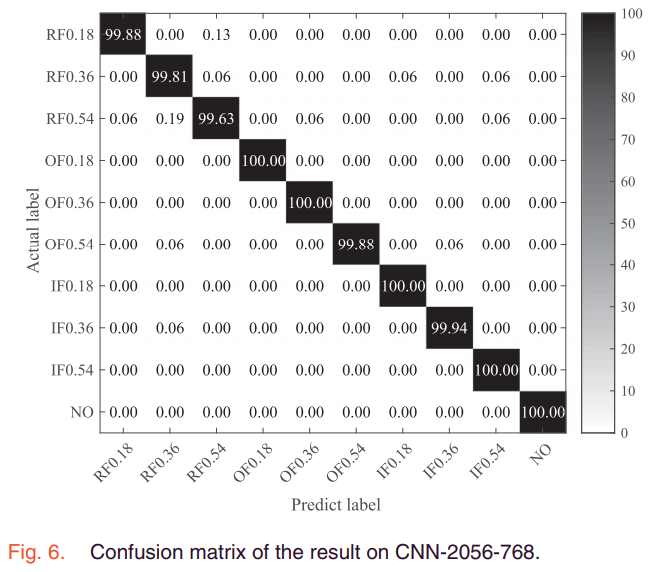 RF0.18 99.88 0.00 0.13 0.00 0.00 0.00 0.00 0.00 0.00 0.00
RF0.36 0.00 99.81 0.06 0.00 0.00 0.00 0.06 0.00 0.06 0.00
RF0.54 0.06 0.19 99.63 0.00 0.06 0.00 0.00 0.00 0.06 0.00
OF0.18 0.00 0.00 0.00 100.00 0.00 0.00 0.00 0.00 0.00 0.00
OF0.36 0.00 0.00 0.00 0.00 100.00 0.00 0.00 0.00 0.00 0.00
OF0.54 0.00 0.06 0.00 0.00 0.00 99.88 0.00 0.06 0.00 0.00
IF0.18 0.00 0.00 0.00 0.00 0.00 0.00 100.00 0.00 0.00 0.00
IF0.36 0.00 0.06 0.00 0.00 0.00 0.00 0.00 99.94 0.00 0.00
IF0.54 0.00 0.00 0.00 0.00 0.00 0.00 0.00 0.00 100.00 0.00
NO 0.00 0.00 0.00 0.00 0.00 0.00 0.00 0.00 0.00 100.00
Actual label
RF0.18 RF0.36 RF0.54 OF0.18 OF0.36 OF0.54 IF0.18 IF0.36 IF0.54 NO
Predict label
100
90
80
70
60
50
40
30
20
10
0
Fig. 6. Confusion matrix of the result on CNN-2056-768.